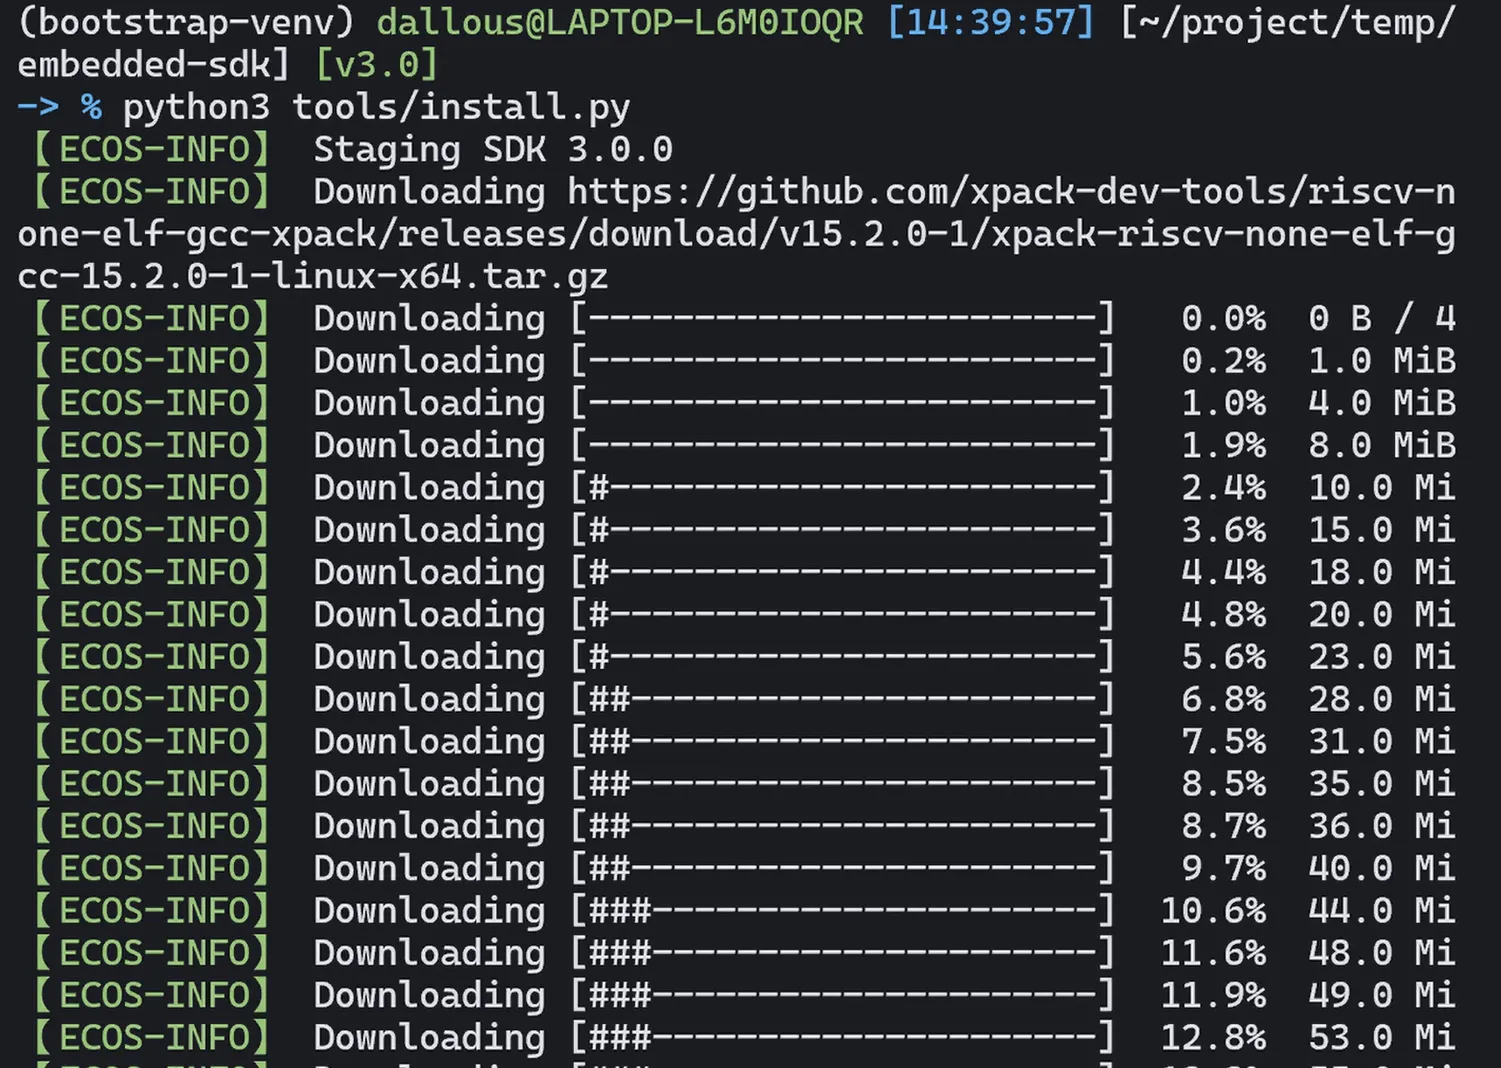 (bootstrap-venv) dallous@LAPTOP-L6M0IOQR [14:39:57] [~/project/temp/
embedded-sdk] [v3.0]
-> % python3 tools/install.py
【ECOS-INFO】 Staging SDK 3.0.0
【ECOS-INFO】 Downloading https://github.com/xpack-dev-tools/riscv-n
one-elf-gcc-xpack/releases/download/v15.2.0-1/xpack-riscv-none-elf-g
cc-15.2.0-1-linux-x64.tar.gz
【ECOS-INFO】 Downloading [------------------------]   0.0%  0 B / 4
【ECOS-INFO】 Downloading [------------------------]   0.2%  1.0 MiB
【ECOS-INFO】 Downloading [------------------------]   1.0%  4.0 MiB
【ECOS-INFO】 Downloading [------------------------]   1.9%  8.0 MiB
【ECOS-INFO】 Downloading [#-----------------------]   2.4%  10.0 Mi
【ECOS-INFO】 Downloading [#-----------------------]   3.6%  15.0 Mi
【ECOS-INFO】 Downloading [#-----------------------]   4.4%  18.0 Mi
【ECOS-INFO】 Downloading [#-----------------------]   4.8%  20.0 Mi
【ECOS-INFO】 Downloading [#-----------------------]   5.6%  23.0 Mi
【ECOS-INFO】 Downloading [##----------------------]   6.8%  28.0 Mi
【ECOS-INFO】 Downloading [##----------------------]   7.5%  31.0 Mi
【ECOS-INFO】 Downloading [##----------------------]   8.5%  35.0 Mi
【ECOS-INFO】 Downloading [##----------------------]   8.7%  36.0 Mi
【ECOS-INFO】 Downloading [##----------------------]   9.7%  40.0 Mi
【ECOS-INFO】 Downloading [###---------------------]  10.6%  44.0 Mi
【ECOS-INFO】 Downloading [###---------------------]  11.6%  48.0 Mi
【ECOS-INFO】 Downloading [###---------------------]  11.9%  49.0 Mi
【ECOS-INFO】 Downloading [###---------------------]  12.8%  53.0 Mi